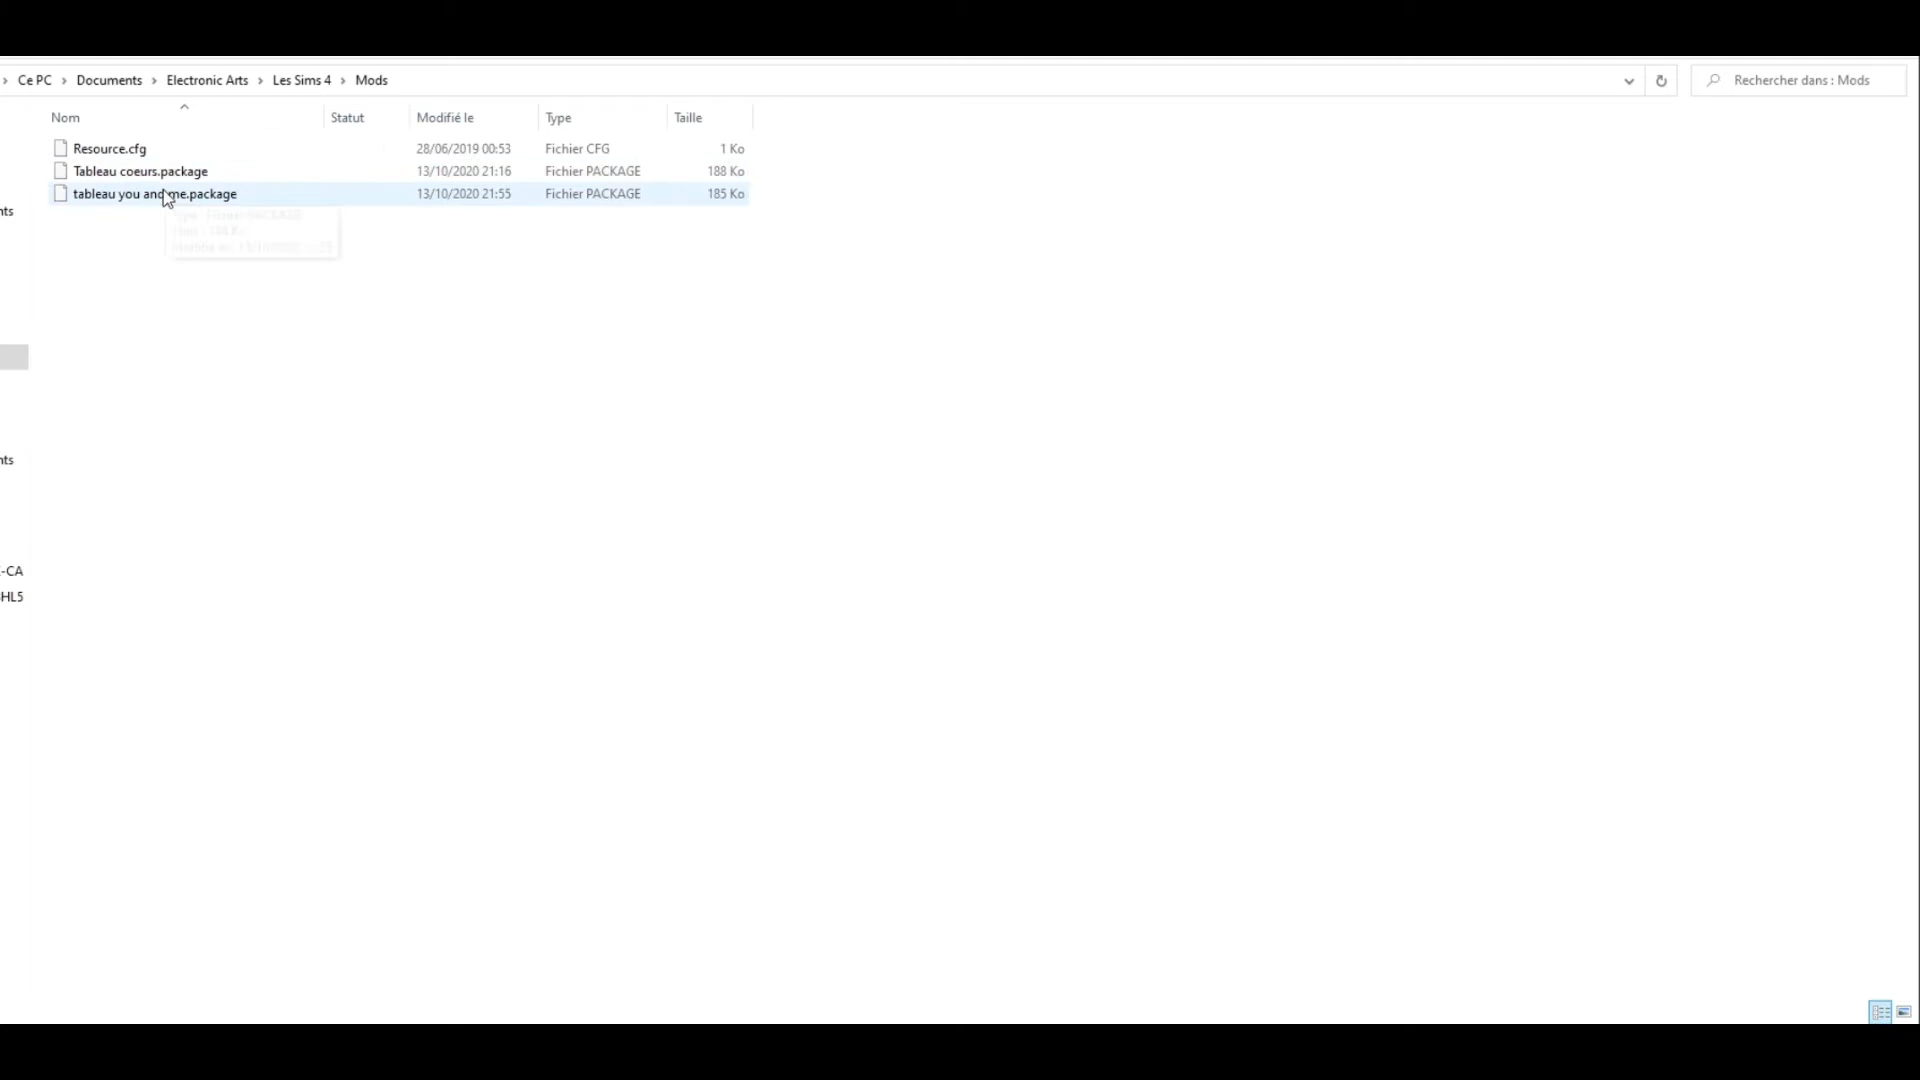 Ce PC > Documents > Electronic Arts > Les Sims 4 > Mods
Rechercher dans : Mods
Nom Statut Modifié le Type Taille
Resource.cfg 28/06/2019 00:53 Fichier CFG 1 Ko
Tableau coeurs.package 13/10/2020 21:16 Fichier PACKAGE 188 Ko
tableau you and me.package 13/10/2020 21:55 Fichier PACKAGE 185 Ko
nts
nts
-CA
HL5